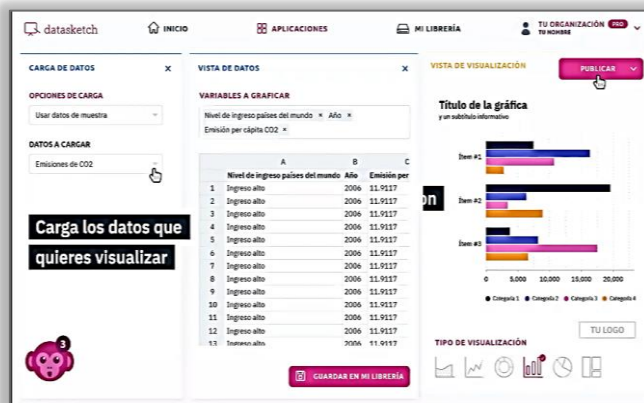 datasketch
INICIO
APLICACIONES
MI LIBRERÍA
TU ORGANIZACIÓN PRO
TU NOMBRE
CARGA DE DATOS ×
OPCIONES DE CARGA
Usar datos de muestra
DATOS A CARGAR
Emisiones de CO2
Carga los datos que
quieres visualizar
3
VISTA DE DATOS ×
VARIABLES A GRAFICAR
Nivel de ingreso países del mundo × Año ×
Emisión per cápita CO2 ×
A B C
Nivel de ingreso países del mundo Año Emisión per
1 Ingreso alto 2006 11.9117
2 Ingreso alto 2006 11.9117
3 Ingreso alto 2006 11.9117
4 Ingreso alto 2006 11.9117
5 Ingreso alto 2006 11.9117
6 Ingreso alto 2006 11.9117
7 Ingreso alto 2006 11.9117
8 Ingreso alto 2006 11.9117
9 Ingreso alto 2006 11.9117
10 Ingreso alto 2006 11.9117
11 Ingreso alto 2006 11.9117
12 Ingreso alto 2006 11.9117
13 Ingreso alto 2006 11.9117
GUARDAR EN MI LIBRERÍA
VISTA DE VISUALIZACIÓN
PUBLICAR
Título de la gráfica
y un subtítulo informativo
Ítem #1
ón
Ítem #2
Ítem #3
0 5,000 10,000 15,000 20,000
Categoría 1 Categoría 2 Categoría 3 Categoría 4
TU LOGO
TIPO DE VISUALIZACIÓN